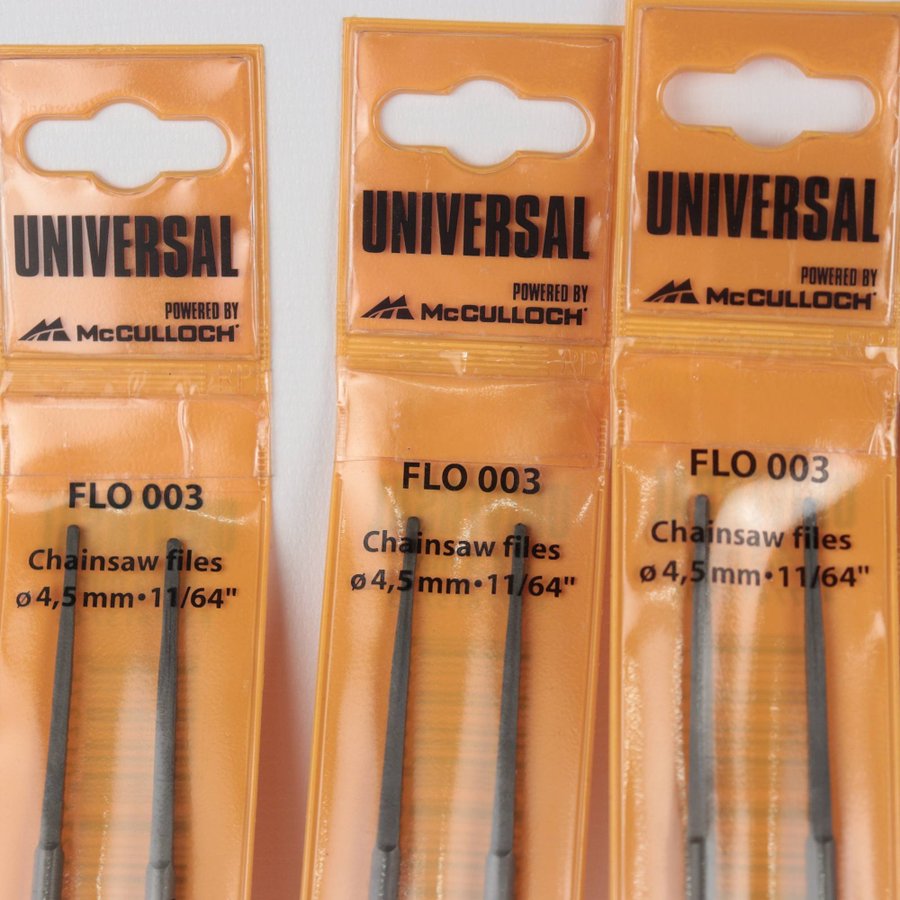 UNIVERSAL
POWERED BY
McCULLOCH
FLO 003
Chainsaw files
ø 4,5 mm • 11/64"
UNIVERSAL
POWERED BY
McCULLOCH
RP
FLO 003
Chainsaw files
ø 4,5 mm • 11/64"
UNIVERSAL
POWERED BY
McCULLOCH
FLO 003
Chainsaw files
ø 4,5 mm • 11/64"